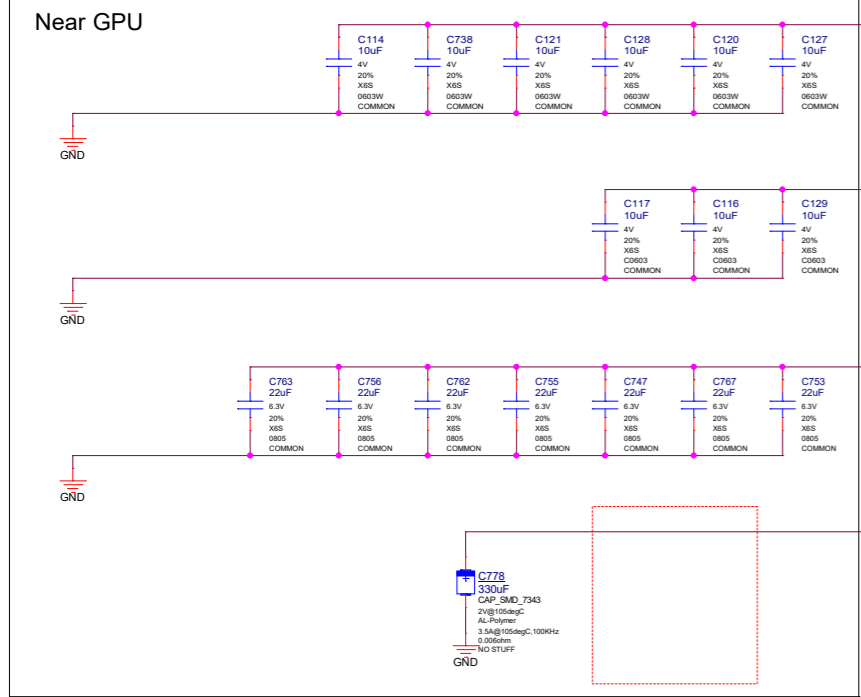 Near GPU
C114 C738 C121 C128 C120 C127
10uF 10uF 10uF 10uF 10uF 10uF
4V 4V 4V 4V 4V 4V
20% 20% 20% 20% 20% 20%
X6S X6S X6S X6S X6S X6S
0603W 0603W 0603W 0603W 0603W 0603W
COMMON COMMON COMMON COMMON COMMON COMMON
GND
C117 C116 C129
10uF 10uF 10uF
4V 4V 4V
20% 20% 20%
X6S X6S X6S
C0603 C0603 C0603
COMMON COMMON COMMON
GND
C763 C756 C762 C755 C747 C767 C753
22uF 22uF 22uF 22uF 22uF 22uF 22uF
6.3V 6.3V 6.3V 6.3V 6.3V 6.3V 6.3V
20% 20% 20% 20% 20% 20% 20%
X6S X6S X6S X6S X6S X6S X6S
0805 0805 0805 0805 0805 0805 0805
COMMON COMMON COMMON COMMON COMMON COMMON COMMON
GND
C778
330uF
CAP_SMD_7343
2V@105degC
AL-Polymer
3.5A@105degC,100KHz
0.006ohm
NO STUFF
GND